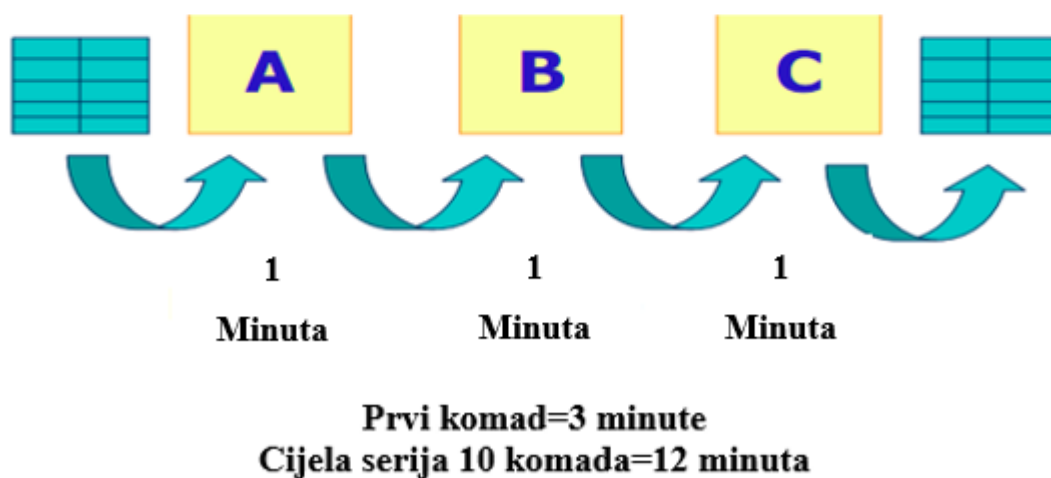 A B C
1 1 1
Minuta Minuta Minuta
Prvi komad=3 minute
Cijela serija 10 komada=12 minuta